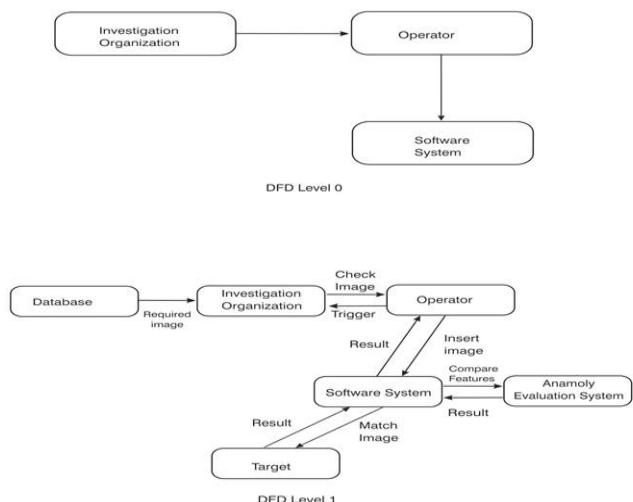 Investigation
Organization
Operator
Software
System
DFD Level 0
Database
Required
image
Investigation
Organization
Check
Image
Trigger
Operator
Result
Insert
image
Software System
Compare
Features
Result
Anamoly
Evaluation System
Result
Match
Image
Target
DFD Level 1